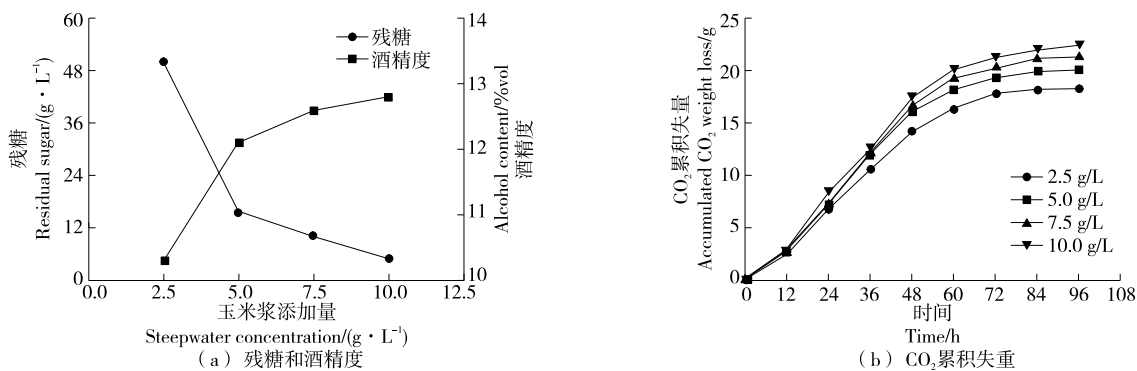 60
48
36
24
12
0
残糖
Residual sugar/(g·L⁻¹)
14
13
12
11
10
Alcohol content/%vol
酒精度
残糖
酒精度
0.0 2.5 5.0 7.5 10.0 12.5
玉米浆添加量
Steepwater concentration/(g·L⁻¹)
(a) 残糖和酒精度
25
20
15
10
5
0
CO₂累积失量
Accumulated CO₂ weight loss/g
2.5 g/L
5.0 g/L
7.5 g/L
10.0 g/L
0 12 24 36 48 60 72 84 96 108
时间
Time/h
(b) CO₂累积失重